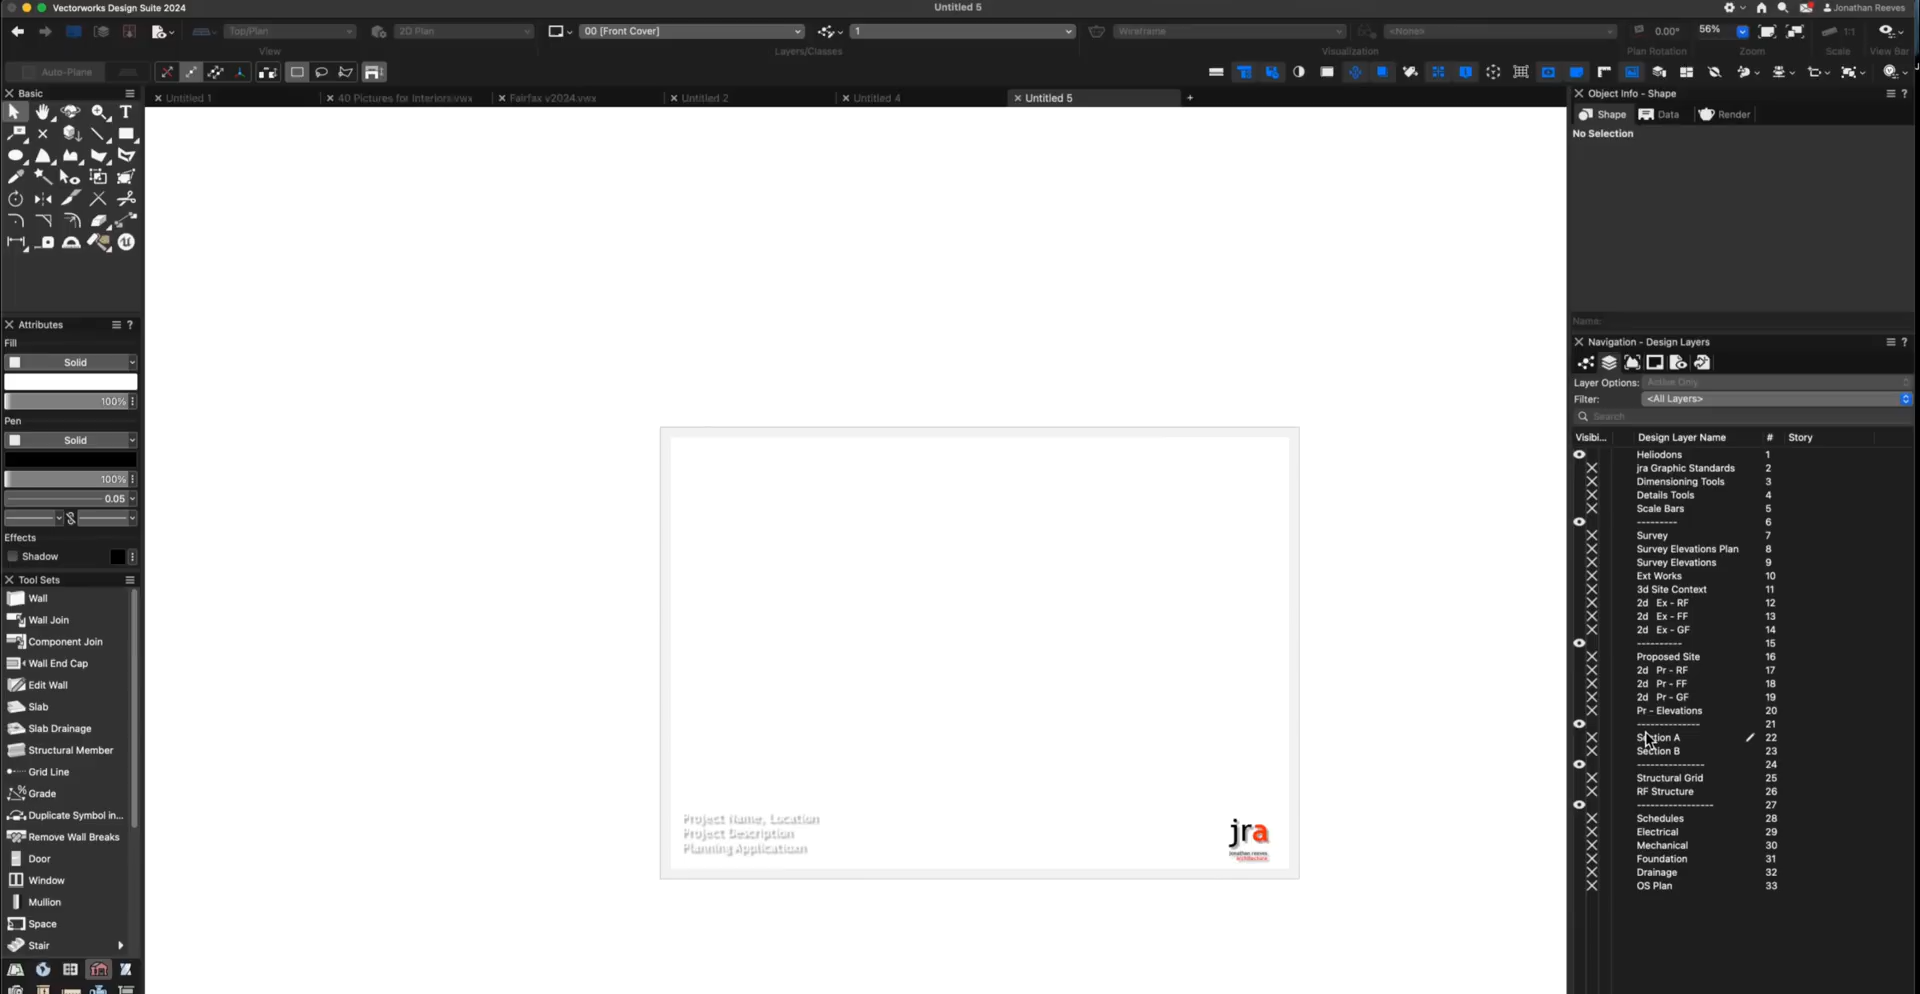 Vectorworks Design Suite 2024
Untitled 5
Jonathan Reeves
Top/Plan
2D Plan
00 [Front Cover]
1
Wireframe
<None>
0.00°
56%
1:1
View
Layers/Classes
Visualization
Plan Rotation
Zoom
Scale
View Bar
Auto-Plane
Basic
Untitled 1
40 Pictures for Interiors.vwx
Fairfax v2024.vwx
Untitled 2
Untitled 4
Untitled 5
Object Info - Shape
Shape
Data
Render
No Selection
Name:
Attributes
Fill
Solid
100%
Pen
Solid
100%
0.05
Effects
Shadow
Tool Sets
Wall
Wall Join
Component Join
Wall End Cap
Edit Wall
Slab
Slab Drainage
Structural Member
Grid Line
Grade
Duplicate Symbol in...
Remove Wall Breaks
Door
Window
Mullion
Space
Stair
Project Name, Location
Project Description
Planning Applicatioxn
jra
jonathan.reeves.
architecture.
Navigation - Design Layers
Layer Options:
Active Only
Filter:
<All Layers>
Search
Visibi...
Design Layer Name
#
Story
Heliodons 1
jra Graphic Standards 2
Dimensioning Tools 3
Details Tools 4
Scale Bars 5
--------- 6
Survey 7
Survey Elevations Plan 8
Survey Elevations 9
Ext Works 10
3d Site Context 11
2d Ex - RF 12
2d Ex - FF 13
2d Ex - GF 14
---------- 15
Proposed Site 16
2d Pr - RF 17
2d Pr - FF 18
2d Pr - GF 19
Pr - Elevations 20
-------------- 21
Section A 22
Section B 23
--------------- 24
Structural Grid 25
RF Structure 26
----------------- 27
Schedules 28
Electrical 29
Mechanical 30
Foundation 31
Drainage 32
OS Plan 33